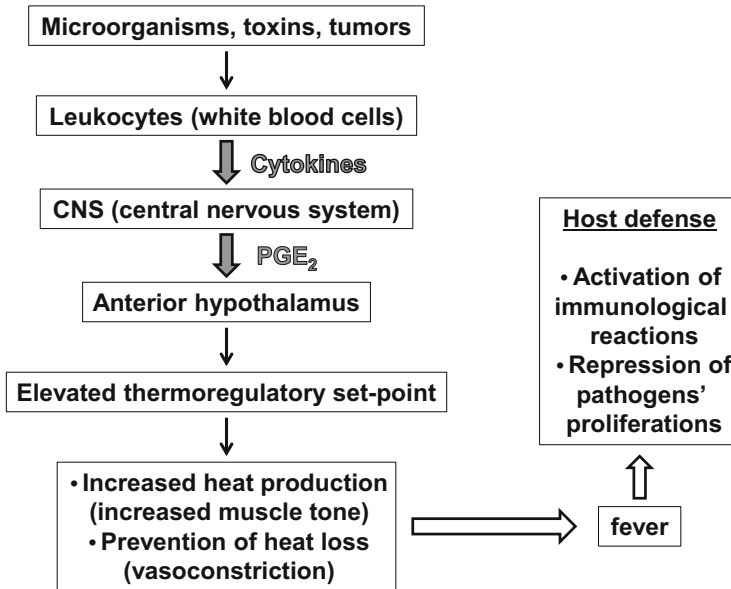 Microorganisms, toxins, tumors
Leukocytes (white blood cells)
Cytokines
CNS (central nervous system)
PGE₂
Anterior hypothalamus
Elevated thermoregulatory set-point
• Increased heat production
(increased muscle tone)
• Prevention of heat loss
(vasoconstriction)
fever
Host defense
• Activation of
immunological
reactions
• Repression of
pathogens’
proliferations